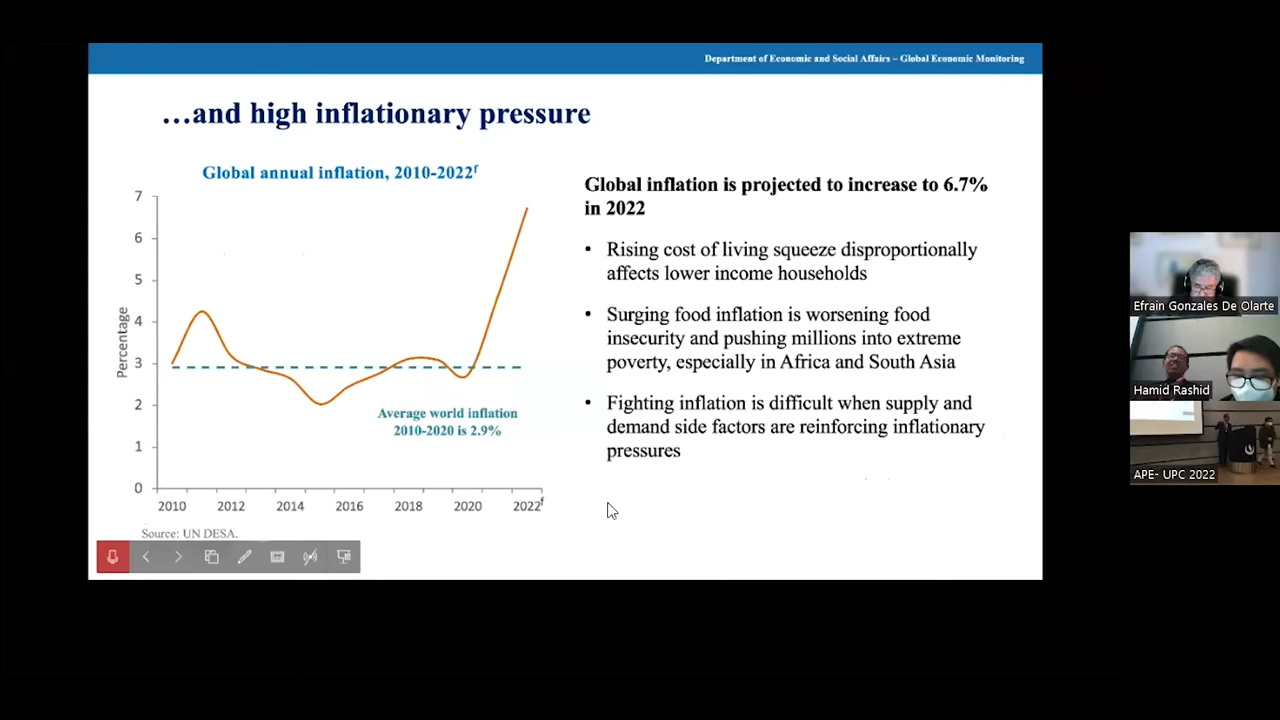 Department of Economic and Social Affairs – Global Economic Monitoring
…and high inflationary pressure
Global annual inflation, 2010-2022ᶠ
7
6
5
4
3
2
1
0
Percentage
Average world inflation
2010-2020 is 2.9%
2010 2012 2014 2016 2018 2020 2022ᶠ
Source: UN DESA.
Global inflation is projected to increase to 6.7%
in 2022
• Rising cost of living squeeze disproportionally
affects lower income households
• Surging food inflation is worsening food
insecurity and pushing millions into extreme
poverty, especially in Africa and South Asia
• Fighting inflation is difficult when supply and
demand side factors are reinforcing inflationary
pressures
Efrain Gonzales De Olarte
Hamid Rashid
APE- UPC 2022